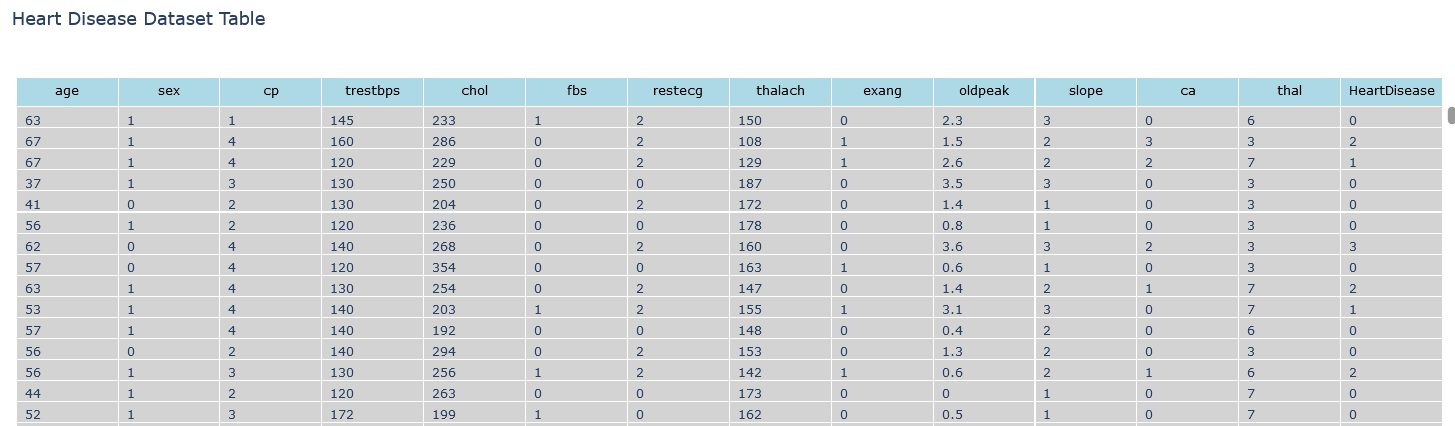 Heart Disease Dataset Table
age sex cp trestbps chol fbs restecg thalach exang oldpeak slope ca thal HeartDisease
63 1 1 145 233 1 2 150 0 2.3 3 0 6 0
67 1 4 160 286 0 2 108 1 1.5 2 3 3 2
67 1 4 120 229 0 2 129 1 2.6 2 2 7 1
37 1 3 130 250 0 0 187 0 3.5 3 0 3 0
41 0 2 130 204 0 2 172 0 1.4 1 0 3 0
56 1 2 120 236 0 0 178 0 0.8 1 0 3 0
62 0 4 140 268 0 2 160 0 3.6 3 2 3 3
57 0 4 120 354 0 0 163 1 0.6 1 0 3 0
63 1 4 130 254 0 2 147 0 1.4 2 1 7 2
53 1 4 140 203 1 2 155 1 3.1 3 0 7 1
57 1 4 140 192 0 0 148 0 0.4 2 0 6 0
56 0 2 140 294 0 2 153 0 1.3 2 0 3 0
56 1 3 130 256 1 2 142 1 0.6 2 1 6 2
44 1 2 120 263 0 0 173 0 0 1 0 7 0
52 1 3 172 199 1 0 162 0 0.5 1 0 7 0